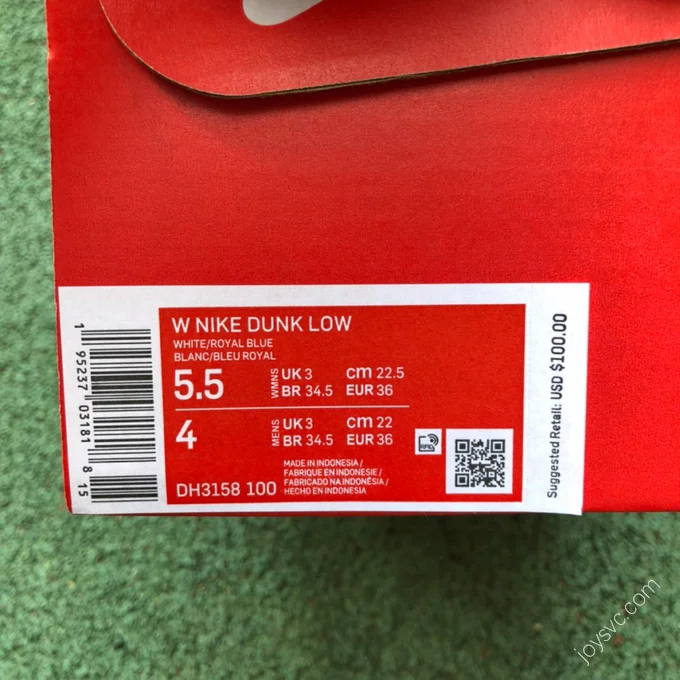 W NIKE DUNK LOW
WHITE/ROYAL BLUE
BLANC/BLEU ROYAL
5.5 WMNS UK 3 cm 22.5
BR 34.5 EUR 36
4 MENS UK 3 cm 22
BR 34.5 EUR 36
MADE IN INDONESIA/
FABRIQUE EN INDONESIE/
FABRICADO NA INDONÉSIA/
HECHO EN INDONESIA
DH3158 100
1 95237 03181 8 15
Suggested Retail: USD $100.00
joysvc.com